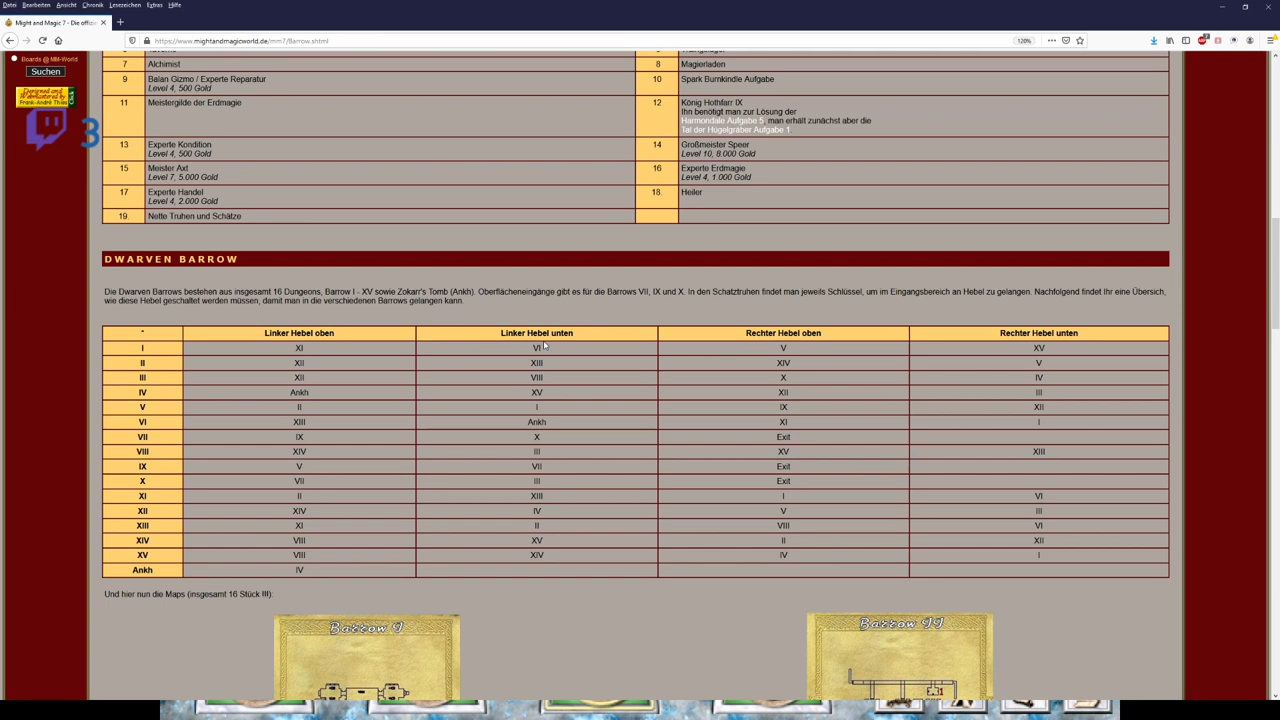 Datei Bearbeiten Ansicht Chronik Lesezeichen Extras Hilfe
Might and Magic 7 - Die offizie
www.mightandmagicworld.de/mm7/Barrow.shtml
120%
Boards @ MM-World
Suchen
Designed and
Webmastered by
Frank-André Thies
3
7 Alchimist 8 Magierladen
9 Balan Gizmo / Experte Reparatur 10 Spark Burnkindle Aufgabe
Level 4, 500 Gold
11 Meistergilde der Erdmagie 12 König Hothfarr IX
Ihn benötigt man zur Lösung der
Harmondale Aufgabe 5, man erhält zunächst aber die
Tal der Hügelgräber Aufgabe 1
13 Experte Kondition 14 Großmeister Speer
Level 4, 500 Gold Level 10, 8.000 Gold
15 Meister Axt 16 Experte Erdmagie
Level 7, 5.000 Gold Level 4, 1.000 Gold
17 Experte Handel 18. Heiler
Level 4, 2.000 Gold
19. Nette Truhen und Schätze
DWARVEN BARROW
Die Dwarven Barrows bestehen aus insgesamt 16 Dungeons, Barrow I - XV sowie Zokarr's Tomb (Ankh). Oberflächeneingänge gibt es für die Barrows VII, IX und X. In den Schatztruhen findet man jeweils Schlüssel, um im Eingangsbereich an Hebel zu gelangen. Nachfolgend findet Ihr eine Übersich,
wie diese Hebel geschaltet werden müssen, damit man in die verschiedenen Barrows gelangen kann.
Linker Hebel oben Linker Hebel unten Rechter Hebel oben Rechter Hebel unten
I XI VI V XV
II XII XIII XIV V
III XII VIII X IV
IV Ankh XV XII III
V II I IX XII
VI XIII Ankh XI I
VII IX X Exit
VIII XIV III XV XIII
IX V VII Exit
X VII III Exit
XI II XIII I VI
XII XIV IV V III
XIII XI II VIII VI
XIV VIII XV II XII
XV VIII XIV IV I
Ankh IV
Und hier nun die Maps (insgesamt 16 Stück !!!):
Barrow I Barrow II
1